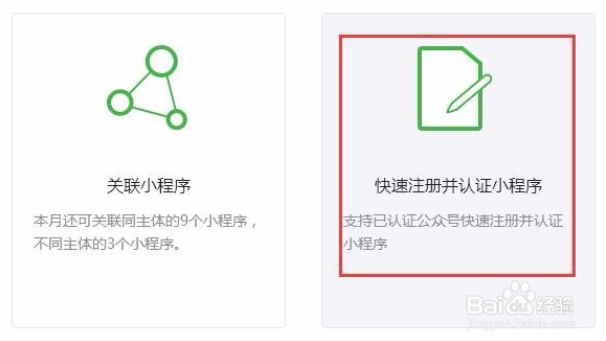 关联小程序
本月还可关联同主体的9个小程序，
不同主体的3个小程序。
快速注册并认证小程序
支持已认证公众号快速注册并认证
小程序
Baidu经验
jingyan.baidu.com